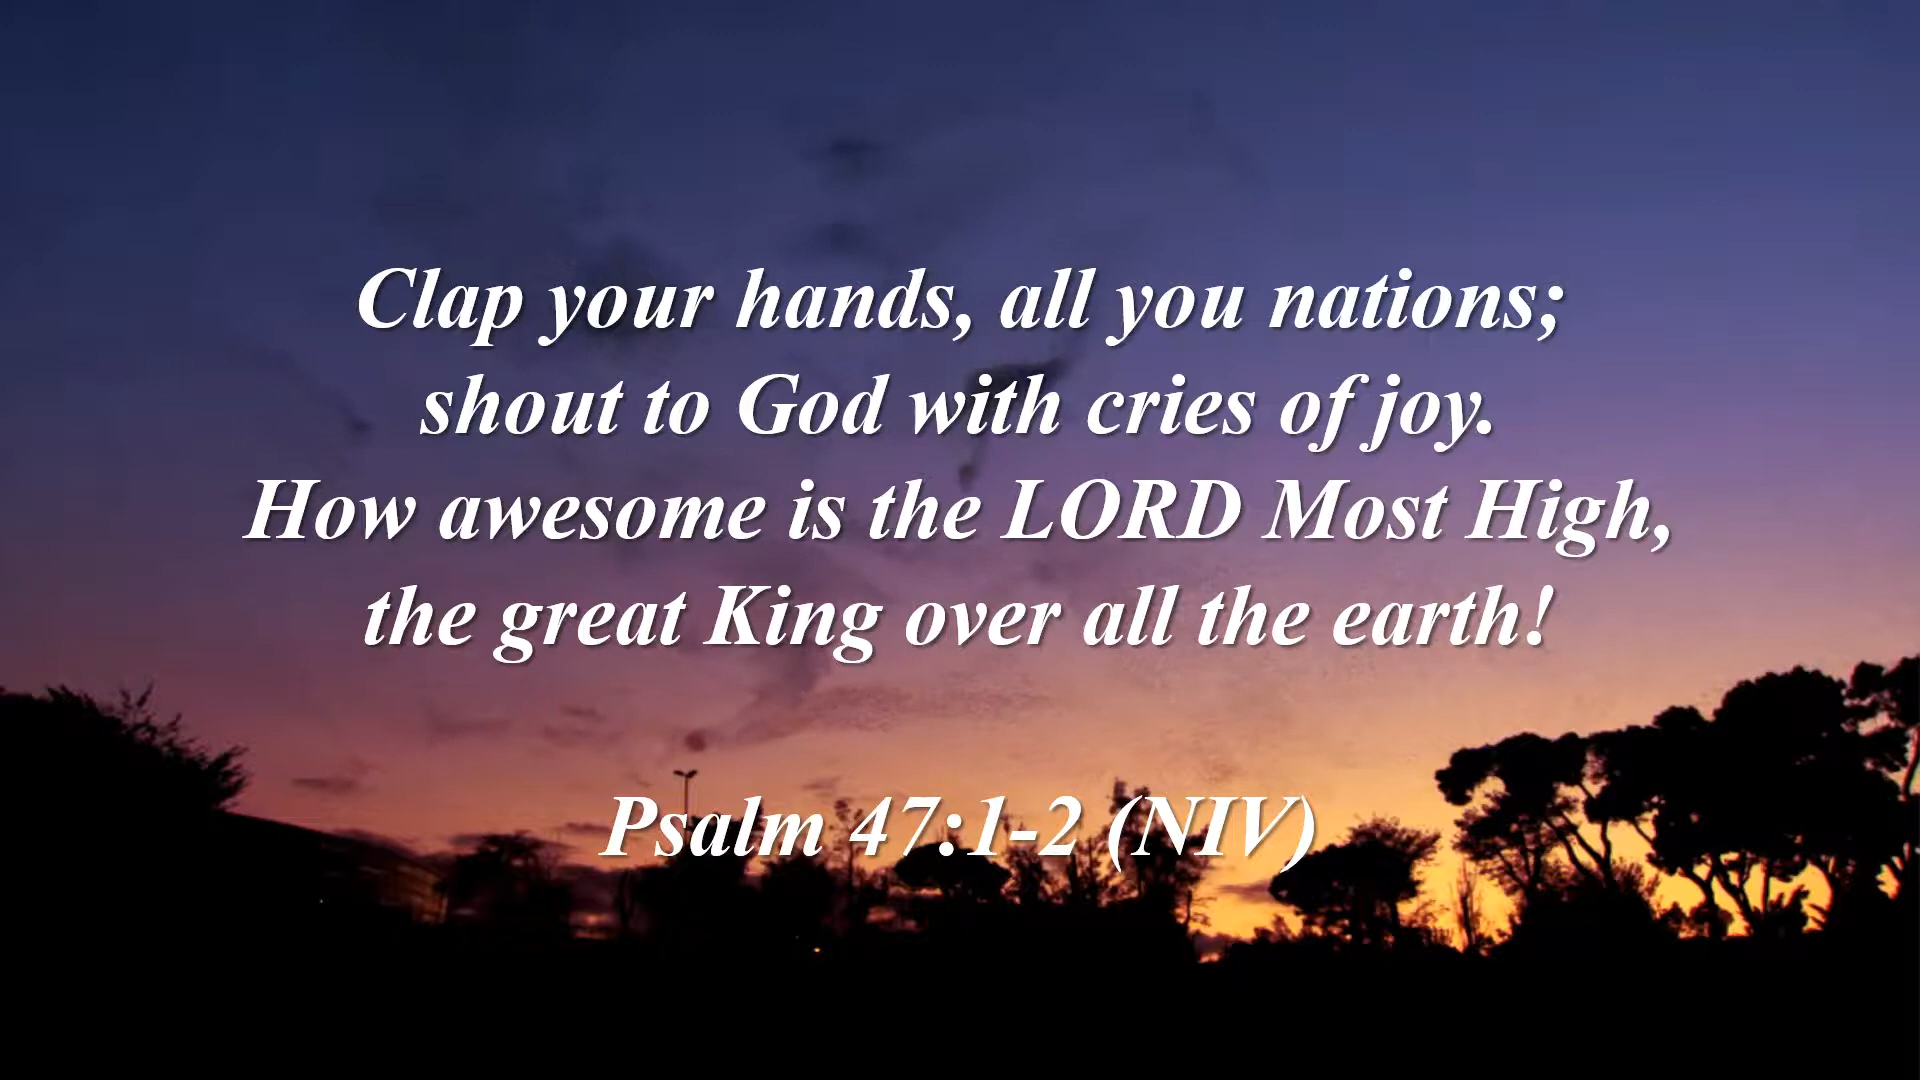 Clap your hands, all you nations;
shout to God with cries of joy.
How awesome is the LORD Most High,
the great King over all the earth!
Psalm 47:1-2 (NIV)